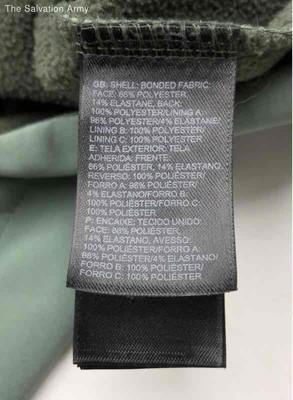 The Salvation Army
GB: SHELL: BONDED FABRIC.
FACE: 86% POLYESTER,
14% ELASTANE, BACK:
100% POLYESTER/LINING A:
96% POLYESTER/4% ELASTANE/
LINING B: 100% POLYESTER/
LINING C: 100% POLYESTER
E: TELA EXTERIOR: TELA
ADHERIDA: FRENTE:
86% POLIÉSTER, 14% ELASTANO,
REVERSO: 100% POLIÉSTER/
FORRO A: 96% POLIÉSTER/
4% ELASTANO/FORRO B:
100% POLIÉSTER/FORRO C:
100% POLIÉSTER
P: ENCAIXE: TECIDO UNIDO:
FACE: 86% POLIÉSTER,
14% ELASTANO, AVESSO:
100% POLIÉSTER/FORRO A:
96% POLIÉSTER/4% ELASTANO/
FORRO B: 100% POLIÉSTER/
FORRO C: 100% POLIÉSTER